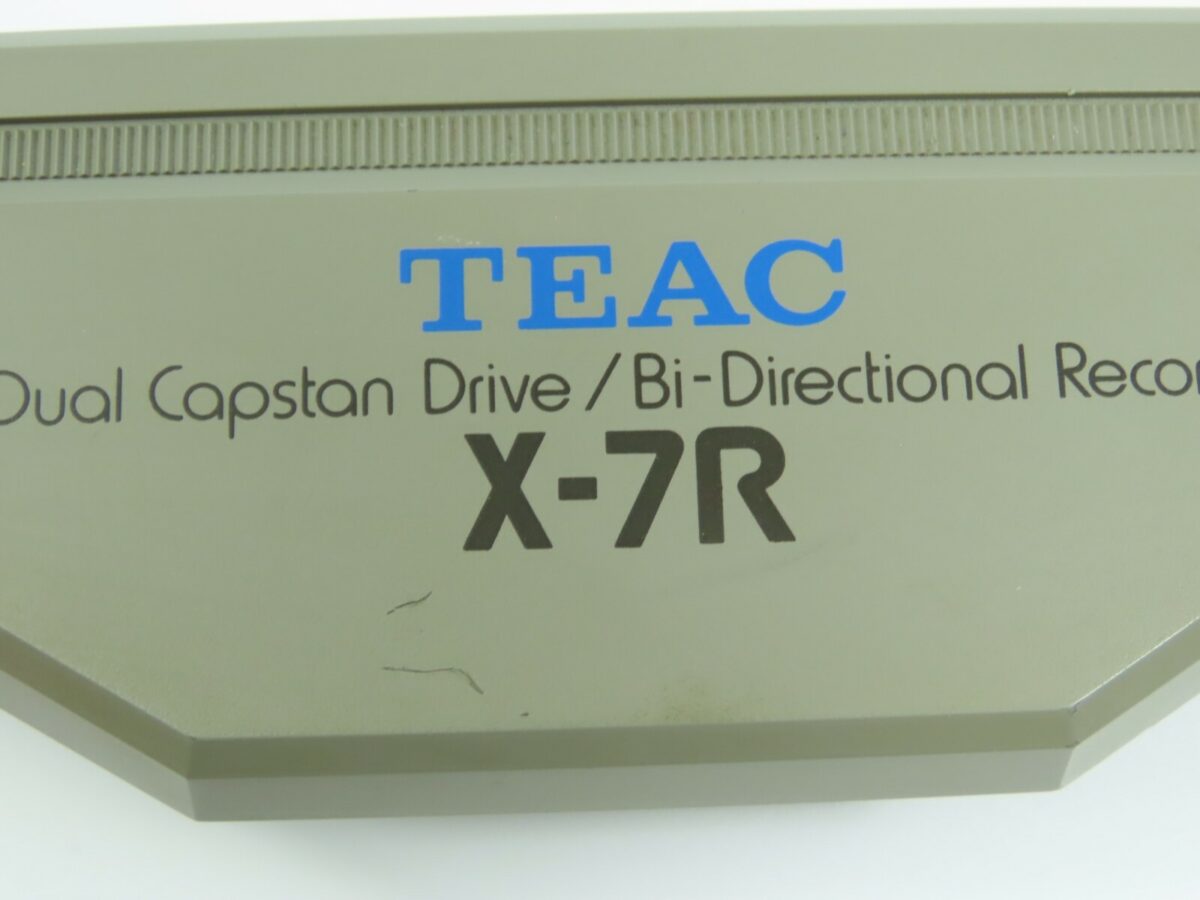 TEAC
Dual Capstan Drive / Bi-Directional Recor
X-7R